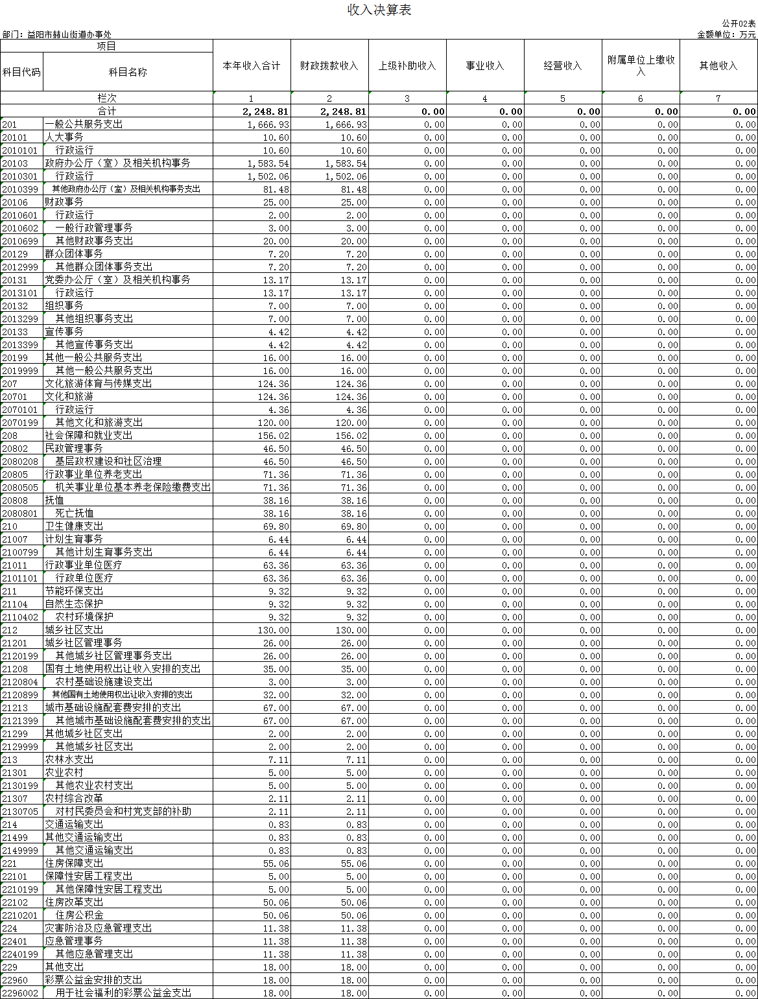 收入决算表
公开02表
部门：益阳市赫山街道办事处 金额单位：万元
项目
科目代码 科目名称 本年收入合计 财政拨款收入 上级补助收入 事业收入 经营收入 附属单位上缴收入 其他收入
栏次 1 2 3 4 5 6 7
合计 2,248.81 2,248.81 0.00 0.00 0.00 0.00 0.00
201 一般公共服务支出 1,666.93 1,666.93 0.00 0.00 0.00 0.00 0.00
20101 人大事务 10.60 10.60 0.00 0.00 0.00 0.00 0.00
2010101 行政运行 10.60 10.60 0.00 0.00 0.00 0.00 0.00
20103 政府办公厅（室）及相关机构事务 1,583.54 1,583.54 0.00 0.00 0.00 0.00 0.00
2010301 行政运行 1,502.06 1,502.06 0.00 0.00 0.00 0.00 0.00
2010399 其他政府办公厅（室）及相关机构事务支出 81.48 81.48 0.00 0.00 0.00 0.00 0.00
20106 财政事务 25.00 25.00 0.00 0.00 0.00 0.00 0.00
2010601 行政运行 2.00 2.00 0.00 0.00 0.00 0.00 0.00
2010602 一般行政管理事务 3.00 3.00 0.00 0.00 0.00 0.00 0.00
2010699 其他财政事务支出 20.00 20.00 0.00 0.00 0.00 0.00 0.00
20129 群众团体事务 7.20 7.20 0.00 0.00 0.00 0.00 0.00
2012999 其他群众团体事务支出 7.20 7.20 0.00 0.00 0.00 0.00 0.00
20131 党委办公厅（室）及相关机构事务 13.17 13.17 0.00 0.00 0.00 0.00 0.00
2013101 行政运行 13.17 13.17 0.00 0.00 0.00 0.00 0.00
20132 组织事务 7.00 7.00 0.00 0.00 0.00 0.00 0.00
2013299 其他组织事务支出 7.00 7.00 0.00 0.00 0.00 0.00 0.00
20133 宣传事务 4.42 4.42 0.00 0.00 0.00 0.00 0.00
2013399 其他宣传事务支出 4.42 4.42 0.00 0.00 0.00 0.00 0.00
20199 其他一般公共服务支出 16.00 16.00 0.00 0.00 0.00 0.00 0.00
2019999 其他一般公共服务支出 16.00 16.00 0.00 0.00 0.00 0.00 0.00
207 文化旅游体育与传媒支出 124.36 124.36 0.00 0.00 0.00 0.00 0.00
20701 文化和旅游 124.36 124.36 0.00 0.00 0.00 0.00 0.00
2070101 行政运行 4.36 4.36 0.00 0.00 0.00 0.00 0.00
2070199 其他文化和旅游支出 120.00 120.00 0.00 0.00 0.00 0.00 0.00
208 社会保障和就业支出 156.02 156.02 0.00 0.00 0.00 0.00 0.00
20802 民政管理事务 46.50 46.50 0.00 0.00 0.00 0.00 0.00
2080208 基层政权建设和社区治理 46.50 46.50 0.00 0.00 0.00 0.00 0.00
20805 行政事业单位养老支出 71.36 71.36 0.00 0.00 0.00 0.00 0.00
2080505 机关事业单位基本养老保险缴费支出 71.36 71.36 0.00 0.00 0.00 0.00 0.00
20808 抚恤 38.16 38.16 0.00 0.00 0.00 0.00 0.00
2080801 死亡抚恤 38.16 38.16 0.00 0.00 0.00 0.00 0.00
210 卫生健康支出 69.80 69.80 0.00 0.00 0.00 0.00 0.00
21007 计划生育事务 6.44 6.44 0.00 0.00 0.00 0.00 0.00
2100799 其他计划生育事务支出 6.44 6.44 0.00 0.00 0.00 0.00 0.00
21011 行政事业单位医疗 63.36 63.36 0.00 0.00 0.00 0.00 0.00
2101101 行政单位医疗 63.36 63.36 0.00 0.00 0.00 0.00 0.00
211 节能环保支出 9.32 9.32 0.00 0.00 0.00 0.00 0.00
21104 自然生态保护 9.32 9.32 0.00 0.00 0.00 0.00 0.00
2110402 农村环境保护 9.32 9.32 0.00 0.00 0.00 0.00 0.00
212 城乡社区支出 130.00 130.00 0.00 0.00 0.00 0.00 0.00
21201 城乡社区管理事务 26.00 26.00 0.00 0.00 0.00 0.00 0.00
2120199 其他城乡社区管理事务支出 26.00 26.00 0.00 0.00 0.00 0.00 0.00
21208 国有土地使用权出让收入安排的支出 35.00 35.00 0.00 0.00 0.00 0.00 0.00
2120804 农村基础设施建设支出 3.00 3.00 0.00 0.00 0.00 0.00 0.00
2120899 其他国有土地使用权出让收入安排的支出 32.00 32.00 0.00 0.00 0.00 0.00 0.00
21213 城市基础设施配套费安排的支出 67.00 67.00 0.00 0.00 0.00 0.00 0.00
2121399 其他城市基础设施配套费安排的支出 67.00 67.00 0.00 0.00 0.00 0.00 0.00
21299 其他城乡社区支出 2.00 2.00 0.00 0.00 0.00 0.00 0.00
2129999 其他城乡社区支出 2.00 2.00 0.00 0.00 0.00 0.00 0.00
213 农林水支出 7.11 7.11 0.00 0.00 0.00 0.00 0.00
21301 农业农村 5.00 5.00 0.00 0.00 0.00 0.00 0.00
2130199 其他农业农村支出 5.00 5.00 0.00 0.00 0.00 0.00 0.00
21307 农村综合改革 2.11 2.11 0.00 0.00 0.00 0.00 0.00
2130705 对村民委员会和村党支部的补助 2.11 2.11 0.00 0.00 0.00 0.00 0.00
214 交通运输支出 0.83 0.83 0.00 0.00 0.00 0.00 0.00
21499 其他交通运输支出 0.83 0.83 0.00 0.00 0.00 0.00 0.00
2149999 其他交通运输支出 0.83 0.83 0.00 0.00 0.00 0.00 0.00
221 住房保障支出 55.06 55.06 0.00 0.00 0.00 0.00 0.00
22101 保障性安居工程支出 5.00 5.00 0.00 0.00 0.00 0.00 0.00
2210199 其他保障性安居工程支出 5.00 5.00 0.00 0.00 0.00 0.00 0.00
22102 住房改革支出 50.06 50.06 0.00 0.00 0.00 0.00 0.00
2210201 住房公积金 50.06 50.06 0.00 0.00 0.00 0.00 0.00
224 灾害防治及应急管理支出 11.38 11.38 0.00 0.00 0.00 0.00 0.00
22401 应急管理事务 11.38 11.38 0.00 0.00 0.00 0.00 0.00
2240199 其他应急管理支出 11.38 11.38 0.00 0.00 0.00 0.00 0.00
229 其他支出 18.00 18.00 0.00 0.00 0.00 0.00 0.00
22960 彩票公益金安排的支出 18.00 18.00 0.00 0.00 0.00 0.00 0.00
2296002 用于社会福利的彩票公益金支出 18.00 18.00 0.00 0.00 0.00 0.00 0.00